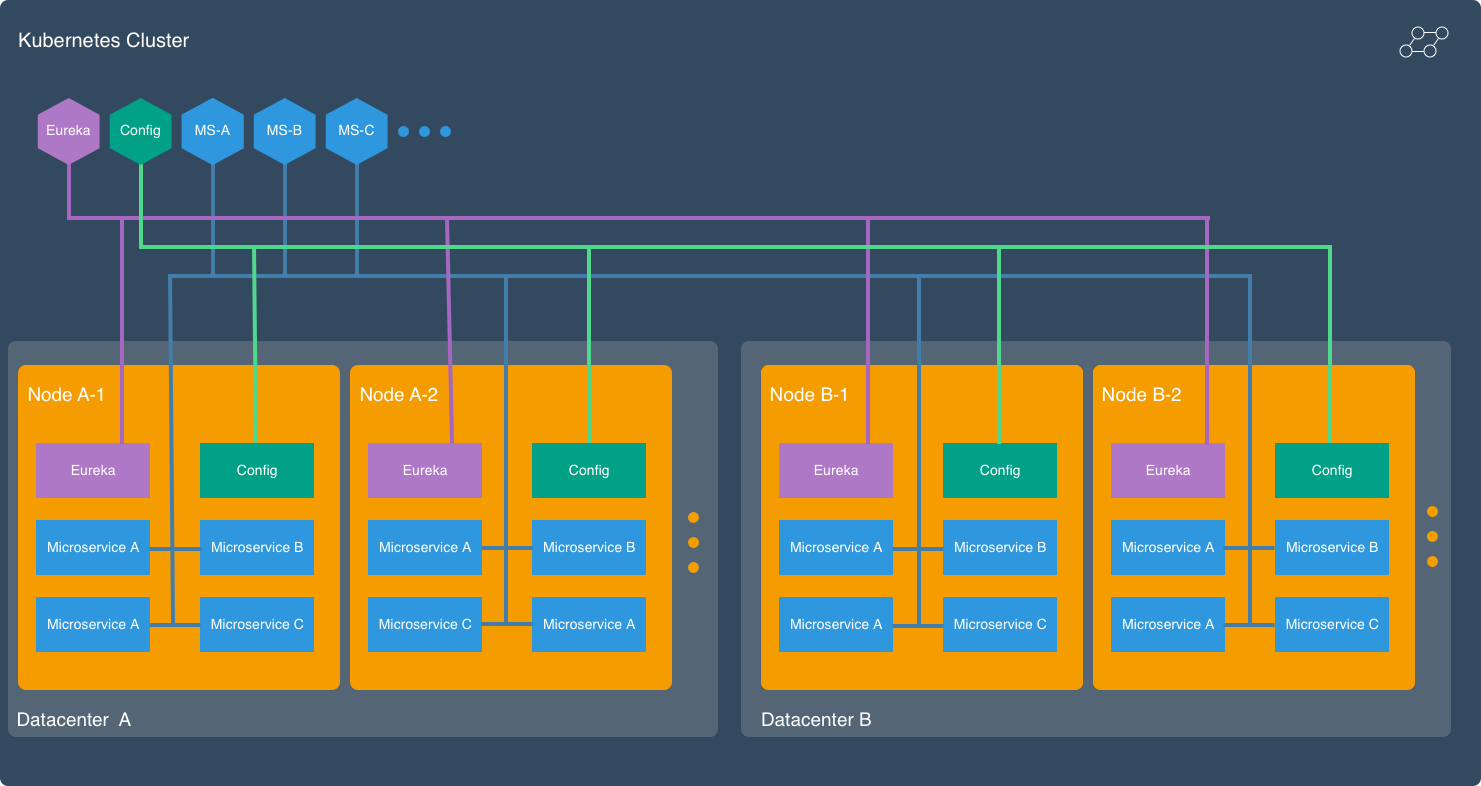 Kubernetes Cluster
Eureka
Config
MS-A
MS-B
MS-C
Node A-1
Eureka
Config
Microservice A
Microservice B
Microservice A
Microservice C
Node A-2
Eureka
Config
Microservice A
Microservice B
Microservice C
Microservice A
Datacenter A
Node B-1
Eureka
Config
Microservice A
Microservice B
Microservice A
Microservice C
Node B-2
Eureka
Config
Microservice A
Microservice B
Microservice A
Microservice C
Datacenter B